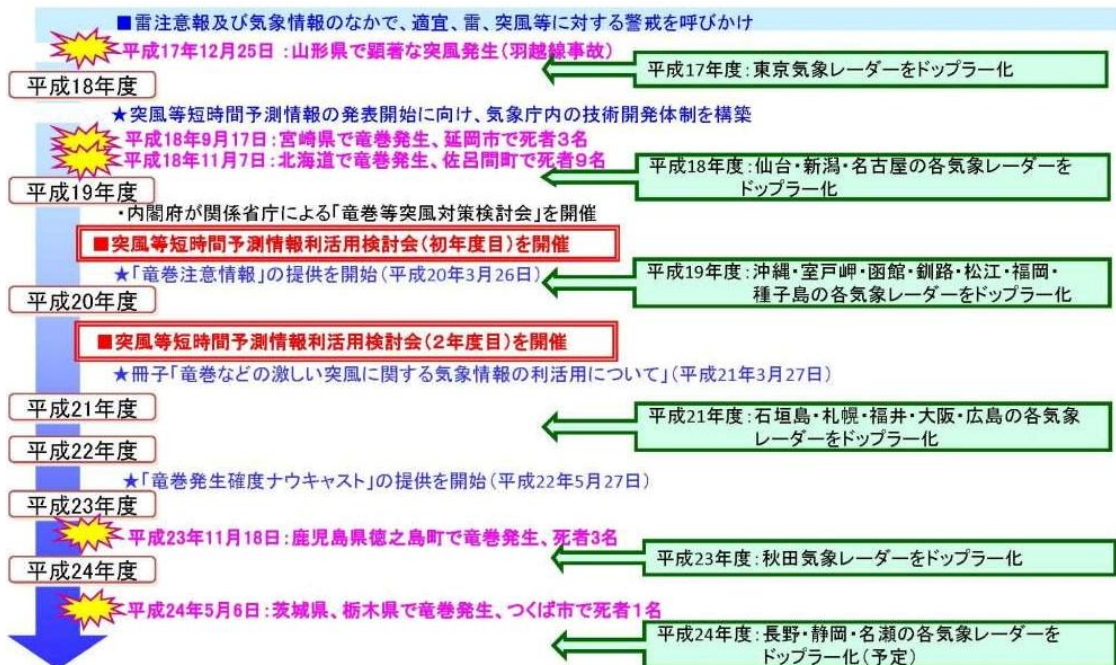 ■雷注意報及び気象情報のなかで、適宜、雷、突風等に対する警戒を呼びかけ
平成17年12月25日：山形県で顕著な突風発生（羽越線事故）
平成17年度：東京気象レーダーをドップラー化
平成18年度
★突風等短時間予測情報の発表開始に向け、気象庁内の技術開発体制を構築
平成18年9月17日：宮崎県で竜巻発生、延岡市で死者3名
平成18年11月7日：北海道で竜巻発生、佐呂間町で死者9名
平成18年度：仙台・新潟・名古屋の各気象レーダーを
ドップラー化
平成19年度
・内閣府が関係省庁による「竜巻等突風対策検討会」を開催
■突風等短時間予測情報利活用検討会（初年度目）を開催
★「竜巻注意情報」の提供を開始（平成20年3月26日）
平成19年度：沖縄・室戸岬・函館・釧路・松江・福岡・
種子島の各気象レーダーをドップラー化
平成20年度
■突風等短時間予測情報利活用検討会（２年度目）を開催
★冊子「竜巻などの激しい突風に関する気象情報の利活用について」（平成21年3月27日）
平成21年度
平成21年度：石垣島・札幌・福井・大阪・広島の各気象
レーダーをドップラー化
平成22年度
★「竜巻発生確度ナウキャスト」の提供を開始（平成22年5月27日）
平成23年度
平成23年11月18日：鹿児島県徳之島町で竜巻発生、死者3名
平成23年度：秋田気象レーダーをドップラー化
平成24年度
平成24年5月6日：茨城県、栃木県で竜巻発生、つくば市で死者１名
平成24年度：長野・静岡・名瀬の各気象レーダーを
ドップラー化（予定）